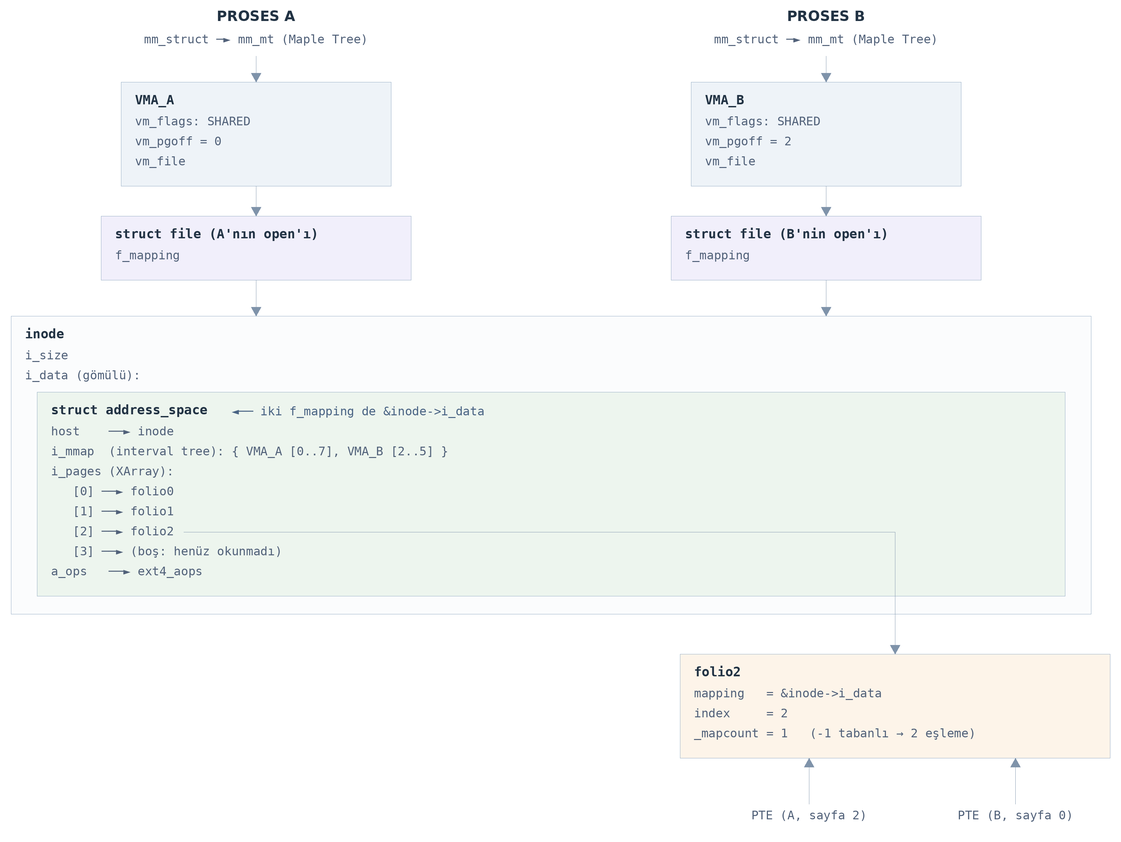 PROSES A
mm_struct —► mm_mt (Maple Tree)
VMA_A
vm_flags: SHARED
vm_pgoff = 0
vm_file
struct file (A'nın open'ı)
f_mapping
PROSES B
mm_struct —► mm_mt (Maple Tree)
VMA_B
vm_flags: SHARED
vm_pgoff = 2
vm_file
struct file (B'nin open'ı)
f_mapping
inode
i_size
i_data (gömülü):
struct address_space ◄── iki f_mapping de &inode->i_data
host ──► inode
i_mmap (interval tree): { VMA_A [0..7], VMA_B [2..5] }
i_pages (XArray):
[0] ──► folio0
[1] ──► folio1
[2] ──► folio2
[3] ──► (boş: henüz okunmadı)
a_ops ──► ext4_aops
folio2
mapping = &inode->i_data
index = 2
_mapcount = 1 (-1 tabanlı → 2 eşleme)
PTE (A, sayfa 2)
PTE (B, sayfa 0)